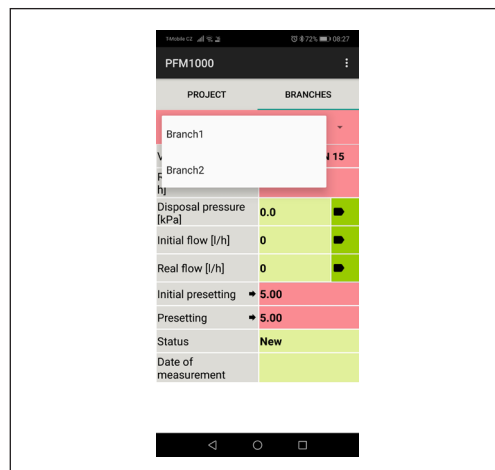 T-Mobile CZ 72% 08:27
PFM1000
PROJECT BRANCHES
Branch1
V N 15
Branch2
R
h]
Disposal pressure 0.0
[kPa]
Initial flow [l/h] 0
Real flow [l/h] 0
Initial presetting 5.00
Presetting 5.00
Status New
Date of
measurement